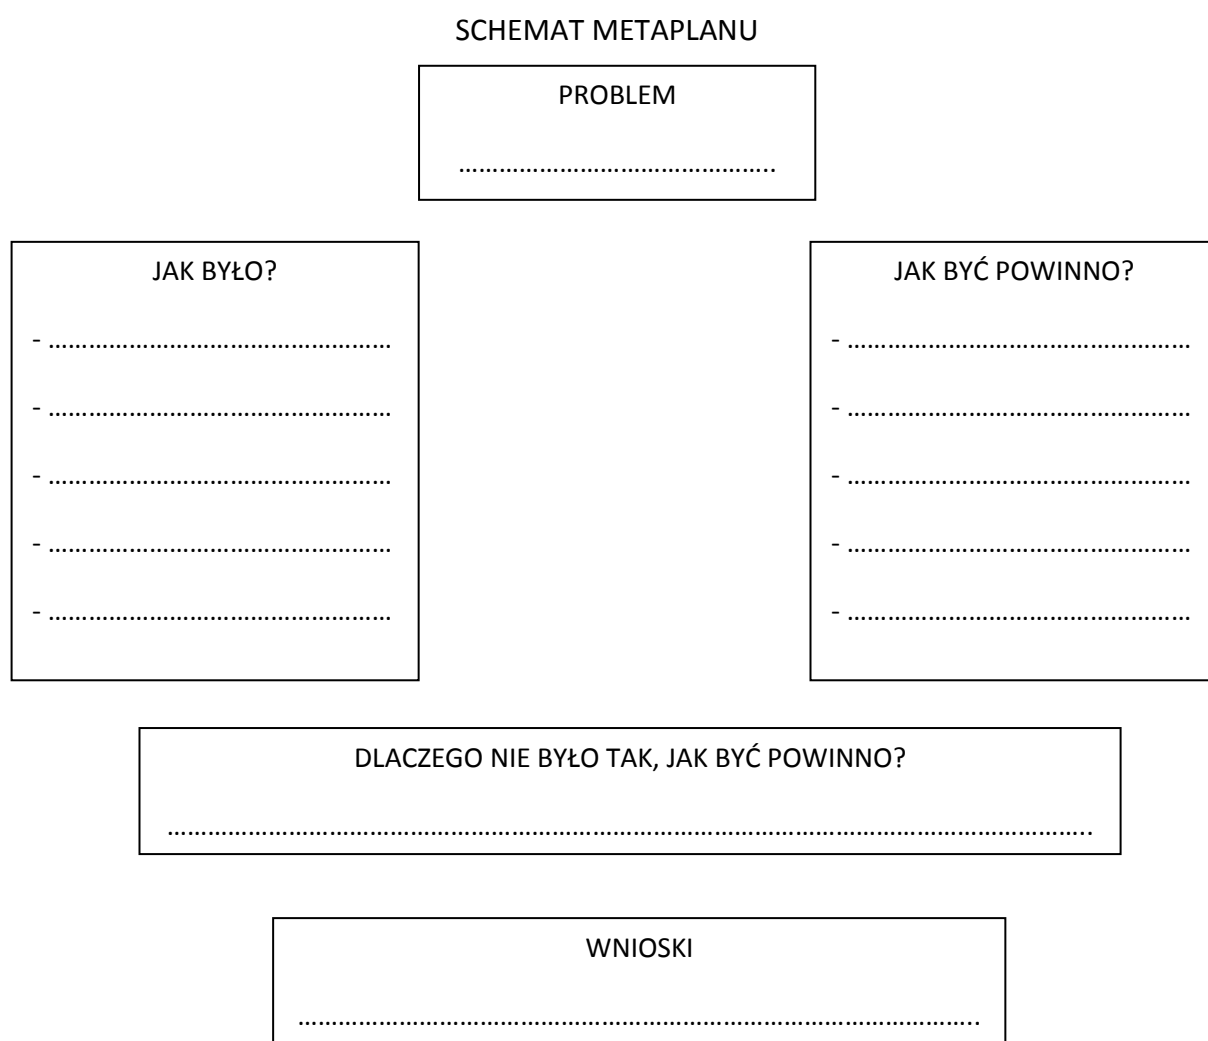 SCHEMAT METAPLANU
PROBLEM
…………………………………………..
JAK BYŁO?
- ……………………………………………
- ……………………………………………
- ……………………………………………
- ……………………………………………
- ……………………………………………
JAK BYĆ POWINNO?
- ……………………………………………
- ……………………………………………
- ……………………………………………
- ……………………………………………
- ……………………………………………
DLACZEGO NIE BYŁO TAK, JAK BYĆ POWINNO?
………………………………………………………………………………………………………………………..
WNIOSKI
………………………………………………………………………………………..